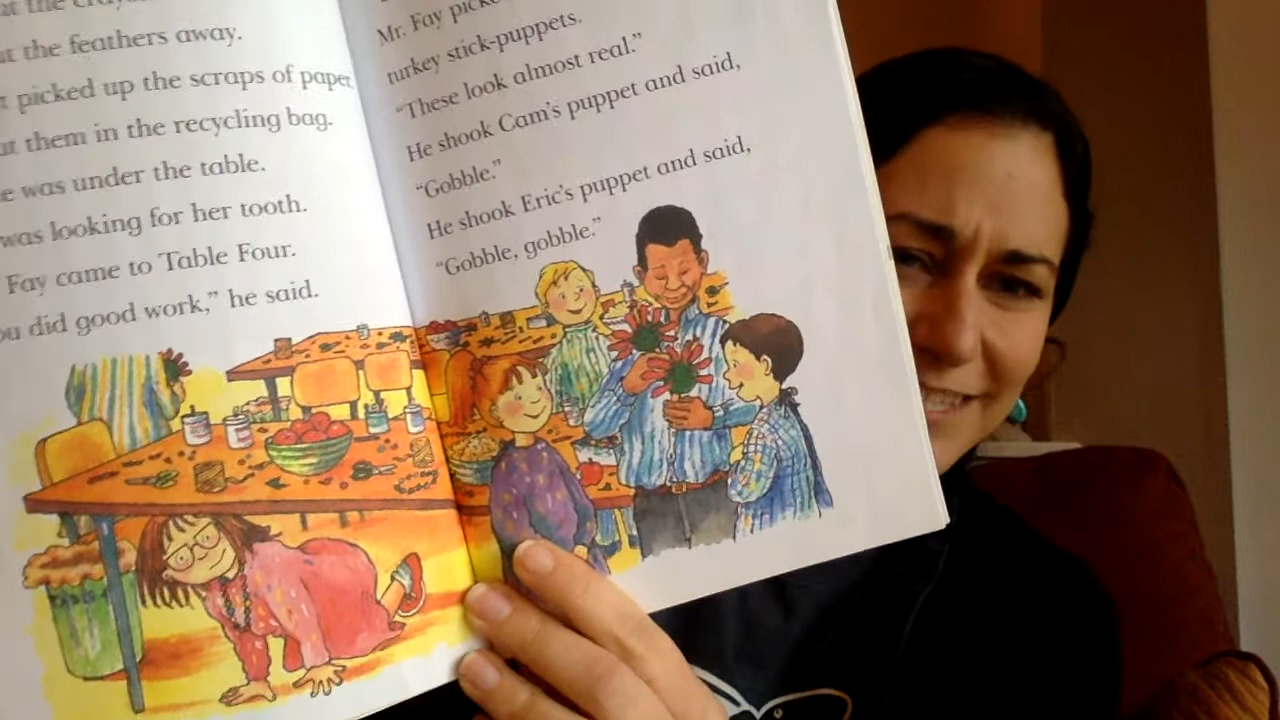 the feathers away.
picked up the scraps of paper
them in the recycling bag.
was under the table.
was looking for her tooth.
Fay came to Table Four.
did good work," he said.
Mr. Fay
turkey stick-puppets.
"These look almost real."
He shook Cam's puppet and said,
"Gobble."
He shook Eric's puppet and said,
"Gobble, gobble."